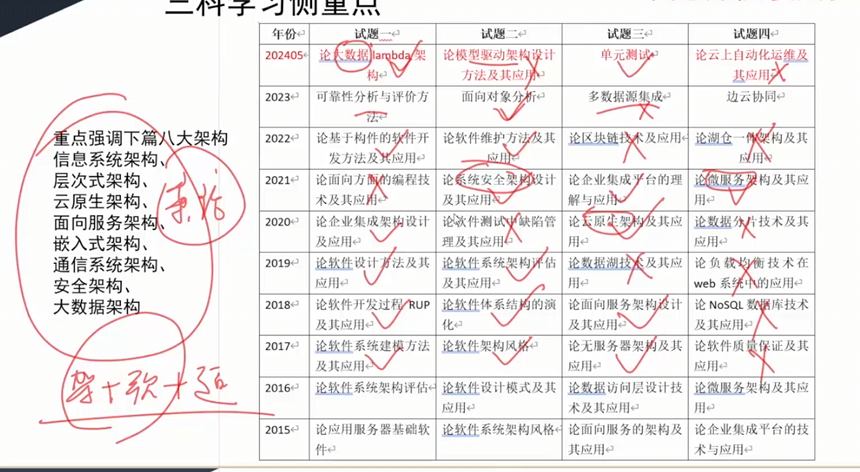 三科学习侧重点
重点强调下篇八大架构
信息系统架构、
层次式架构、
云原生架构、
面向服务架构、
嵌入式架构、
通信系统架构、
安全架构、
大数据架构
年份 试题一 试题二 试题三 试题四
202405 论大数据lambda架构 论模型驱动架构设计方法及其应用 单元测试 论云上自动化运维及其应用
2023 可靠性分析与评价方法 面向对象分析 多数据源集成 边云协同
2022 论基于构件的软件开发方法及其应用 论软件维护方法及其应用 论区块链技术及应用 论湖仓一体架构及其应用
2021 论面向方面的编程技术及其应用 论系统安全架构设计及其应用 论企业集成平台的理解与应用 论微服务架构及其应用
2020 论企业集成架构设计及应用 论软件测试中缺陷管理及其应用 论云原生架构及其应用 论数据分片技术及其应用
2019 论软件设计方法及其应用 论软件系统架构评估及其应用 论数据湖技术及其应用 论负载均衡技术在web系统中的应用
2018 论软件开发过程 RUP及其应用 论软件体系结构的演化 论面向服务架构设计及其应用 论NoSQL数据库技术及其应用
2017 论软件系统建模方法及其应用 论软件架构风格 论无服务器架构及其应用 论软件质量保证及其应用
2016 论软件系统架构评估 论软件设计模式及其应用 论数据访问层设计技术及其应用 论微服务架构及其应用
2015 论应用服务器基础软件 论软件系统架构风格 论面向服务的架构及其应用 论企业集成平台的技术与应用